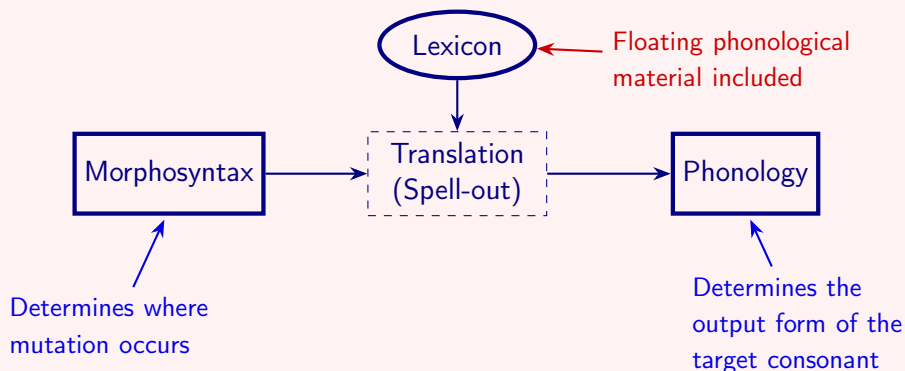 Lexicon
Floating phonological
material included
Morphosyntax
Translation
(Spell-out)
Phonology
Determines where
mutation occurs
Determines the
output form of the
target consonant